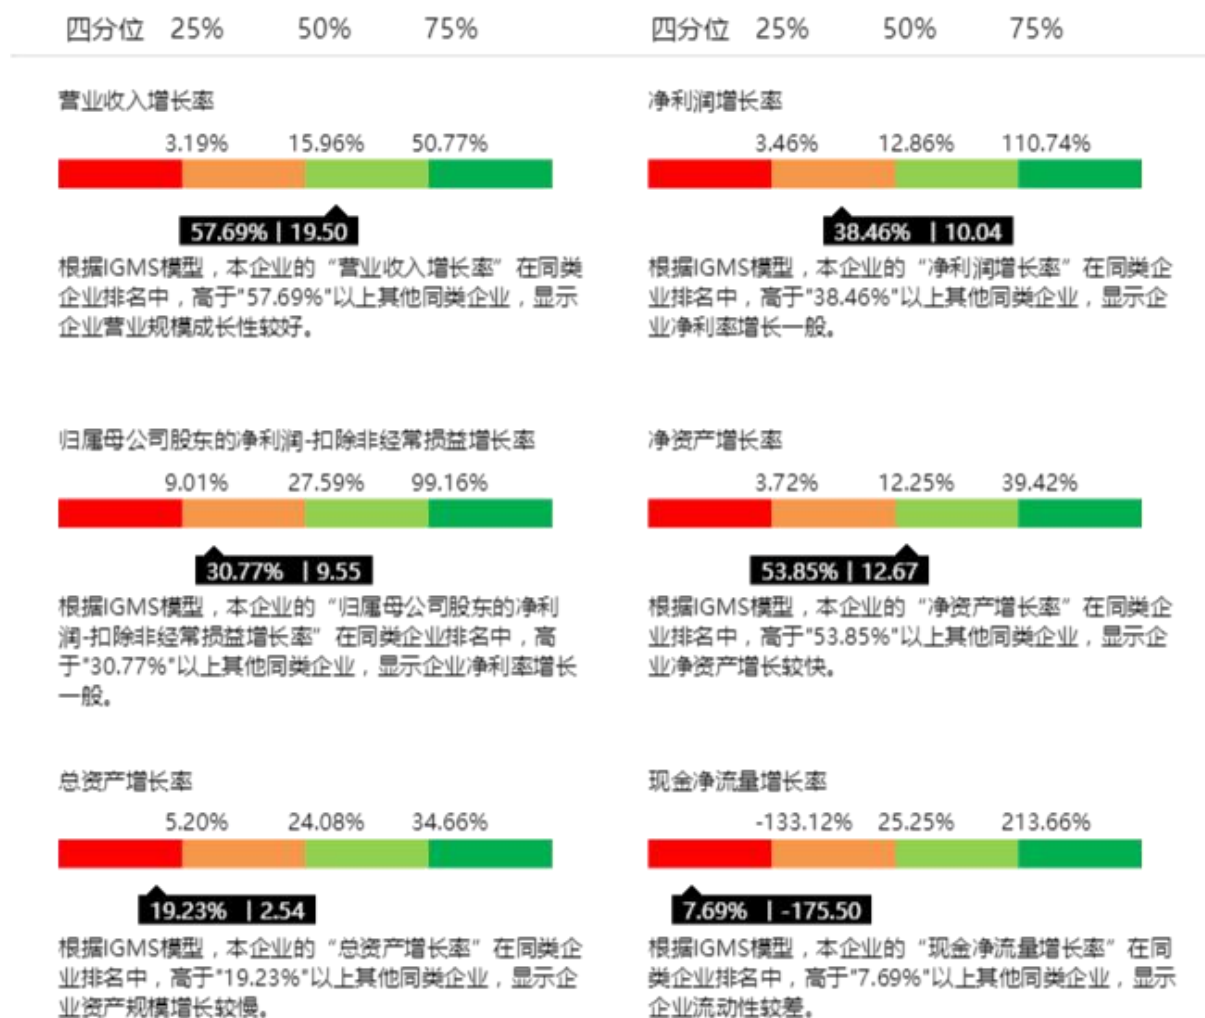 四分位 25% 50% 75%
四分位 25% 50% 75%
营业收入增长率
3.19% 15.96% 50.77%
57.69% | 19.50
根据IGMS模型，本企业的“营业收入增长率”在同类
企业排名中，高于"57.69%"以上其他同类企业，显示
企业营业规模成长性较好。
净利润增长率
3.46% 12.86% 110.74%
38.46% | 10.04
根据IGMS模型，本企业的“净利润增长率”在同类企
业排名中，高于"38.46%"以上其他同类企业，显示企
业净利率增长一般。
归属母公司股东的净利润-扣除非经常损益增长率
9.01% 27.59% 99.16%
30.77% | 9.55
根据IGMS模型，本企业的“归属母公司股东的净利
润-扣除非经常损益增长率”在同类企业排名中，高
于"30.77%"以上其他同类企业，显示企业净利率增长
一般。
净资产增长率
3.72% 12.25% 39.42%
53.85% | 12.67
根据IGMS模型，本企业的“净资产增长率”在同类企
业排名中，高于"53.85%"以上其他同类企业，显示企
业净资产增长较快。
总资产增长率
5.20% 24.08% 34.66%
19.23% | 2.54
根据IGMS模型，本企业的“总资产增长率”在同类企
业排名中，高于"19.23%"以上其他同类企业，显示企
业资产规模增长较慢。
现金净流量增长率
-133.12% 25.25% 213.66%
7.69% | -175.50
根据IGMS模型，本企业的“现金净流量增长率”在同
类企业排名中，高于"7.69%"以上其他同类企业，显示
企业流动性较差。